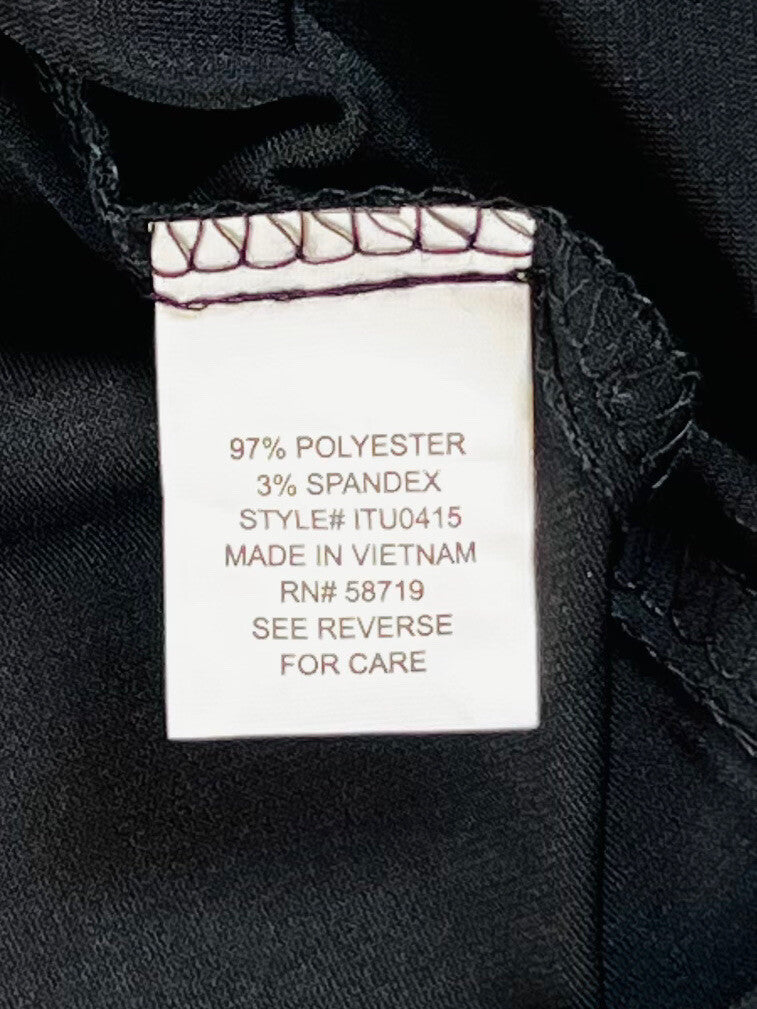 97% POLYESTER
3% SPANDEX
STYLE# ITU0415
MADE IN VIETNAM
RN# 58719
SEE REVERSE
FOR CARE